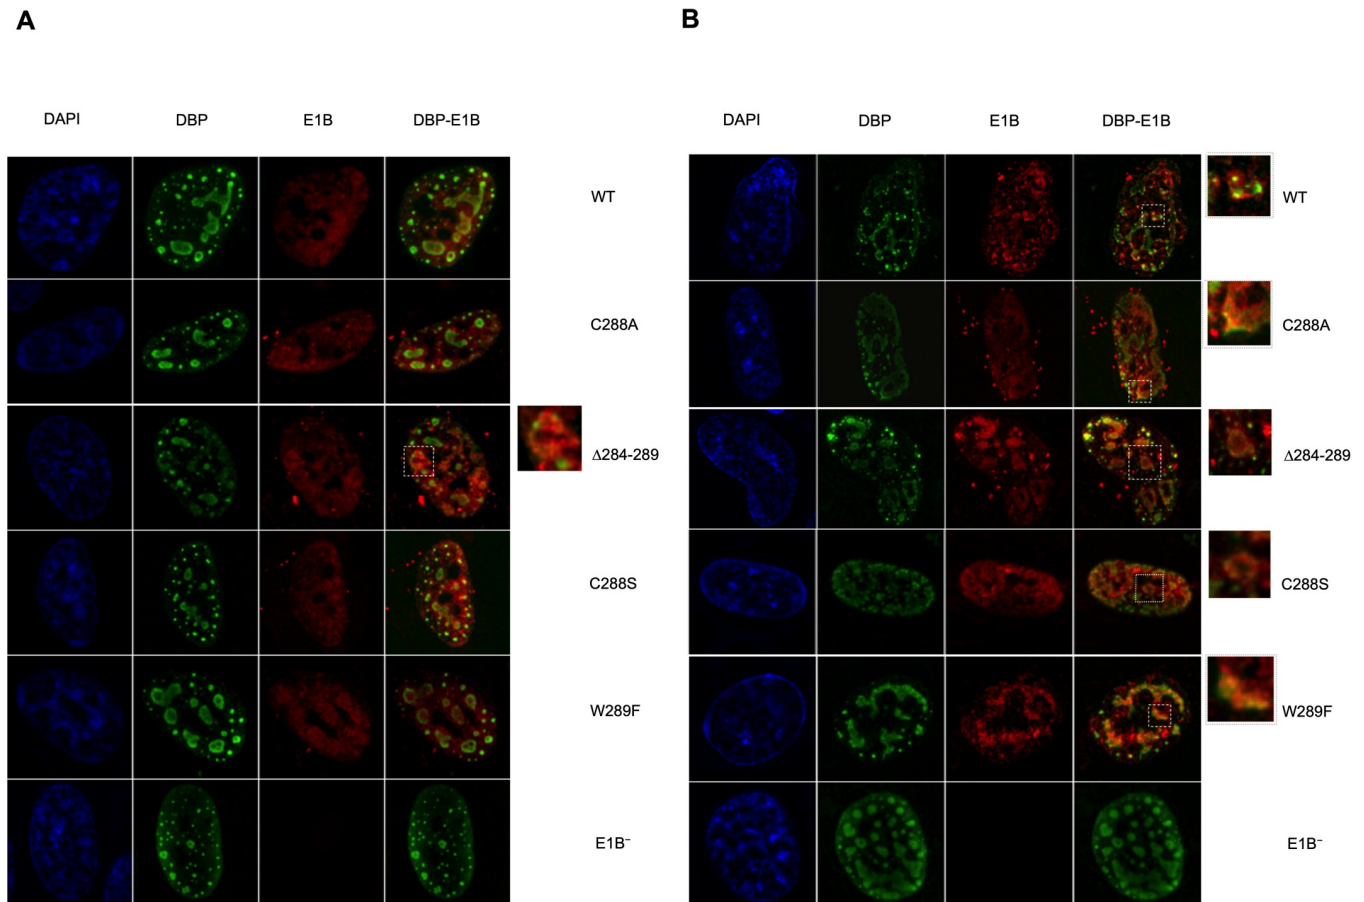 A
B
DAPI DBP E1B DBP-E1B
DAPI DBP E1B DBP-E1B
WT
WT
C288A
C288A
Δ284-289
Δ284-289
C288S
C288S
W289F
W289F
E1B⁻
E1B⁻